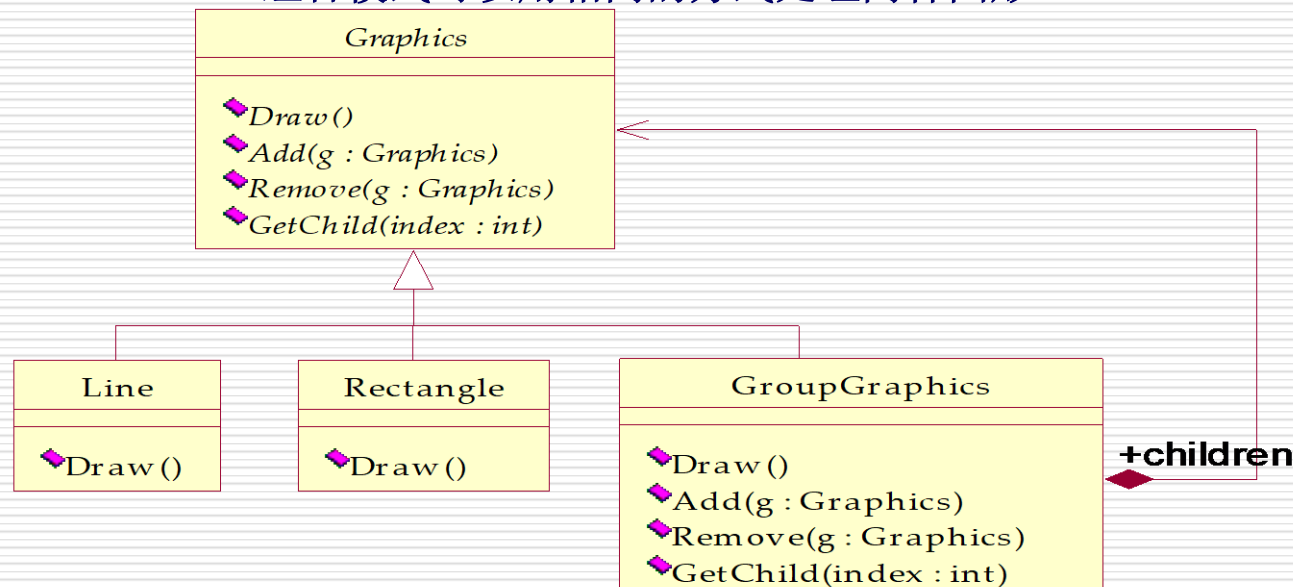 Graphics
Draw()
Add(g : Graphics)
Remove(g : Graphics)
GetChild(index : int)
Line
Draw()
Rectangle
Draw()
GroupGraphics
Draw()
Add(g : Graphics)
Remove(g : Graphics)
GetChild(index : int)
+children